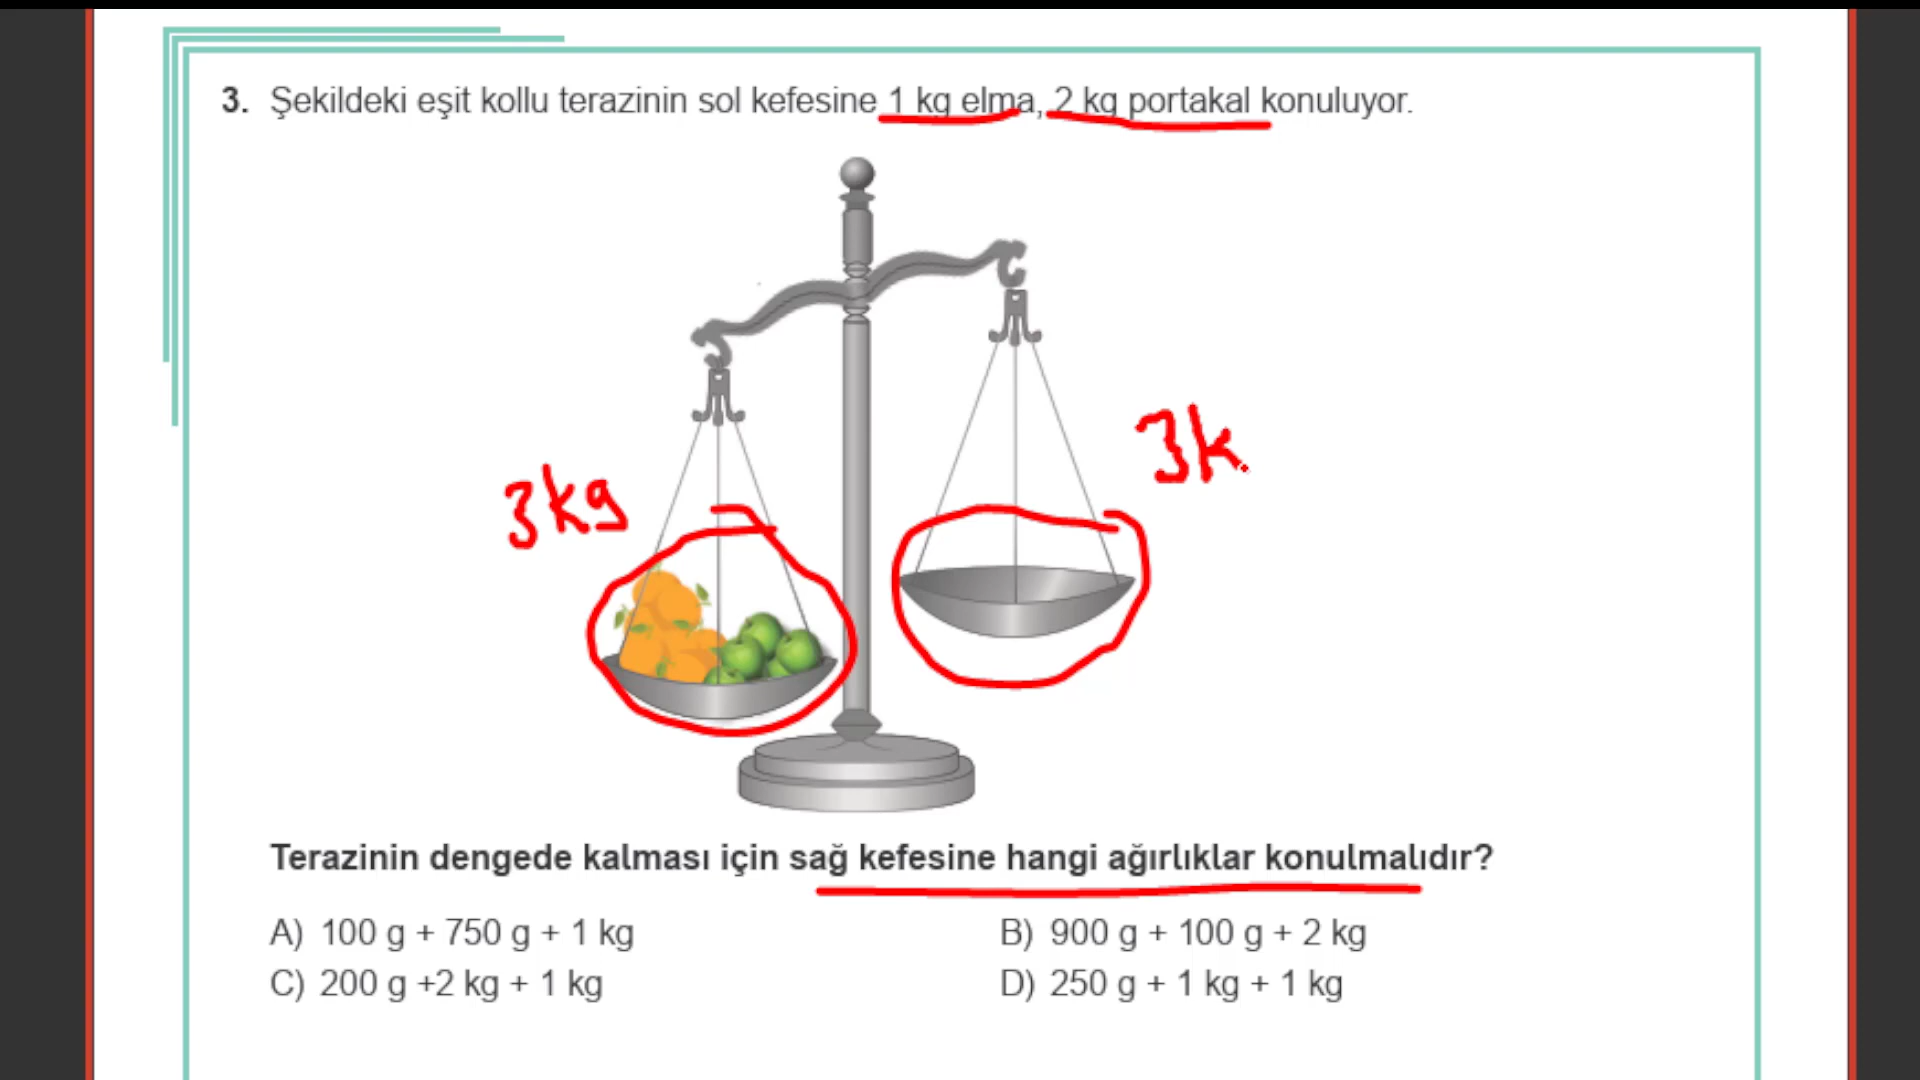 3. Şekildeki eşit kollu terazinin sol kefesine 1 kg elma, 2 kg portakal konuluyor.
3kg
3k
Terazinin dengede kalması için sağ kefesine hangi ağırlıklar konulmalıdır?
A) 100 g + 750 g + 1 kg
B) 900 g + 100 g + 2 kg
C) 200 g +2 kg + 1 kg
D) 250 g + 1 kg + 1 kg